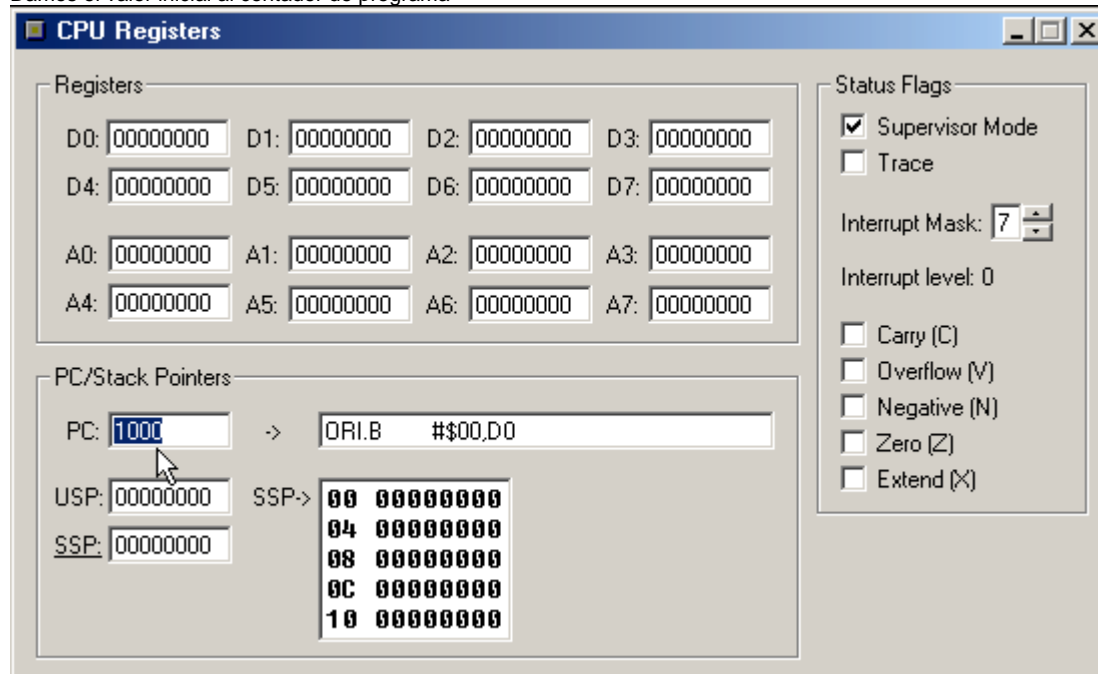 Damos el valor inicial al contador de programa
CPU Registers
Registers
D0: 00000000 D1: 00000000 D2: 00000000 D3: 00000000
D4: 00000000 D5: 00000000 D6: 00000000 D7: 00000000
A0: 00000000 A1: 00000000 A2: 00000000 A3: 00000000
A4: 00000000 A5: 00000000 A6: 00000000 A7: 00000000
PC/Stack Pointers
PC: 1000 -> ORI.B #$00,D0
USP: 00000000 SSP-> 00 00000000
SSP: 00000000 04 00000000
08 00000000
0C 00000000
10 00000000
Status Flags
Supervisor Mode
Trace
Interrupt Mask: 7
Interrupt level: 0
Carry (C)
Overflow (V)
Negative (N)
Zero (Z)
Extend (X)